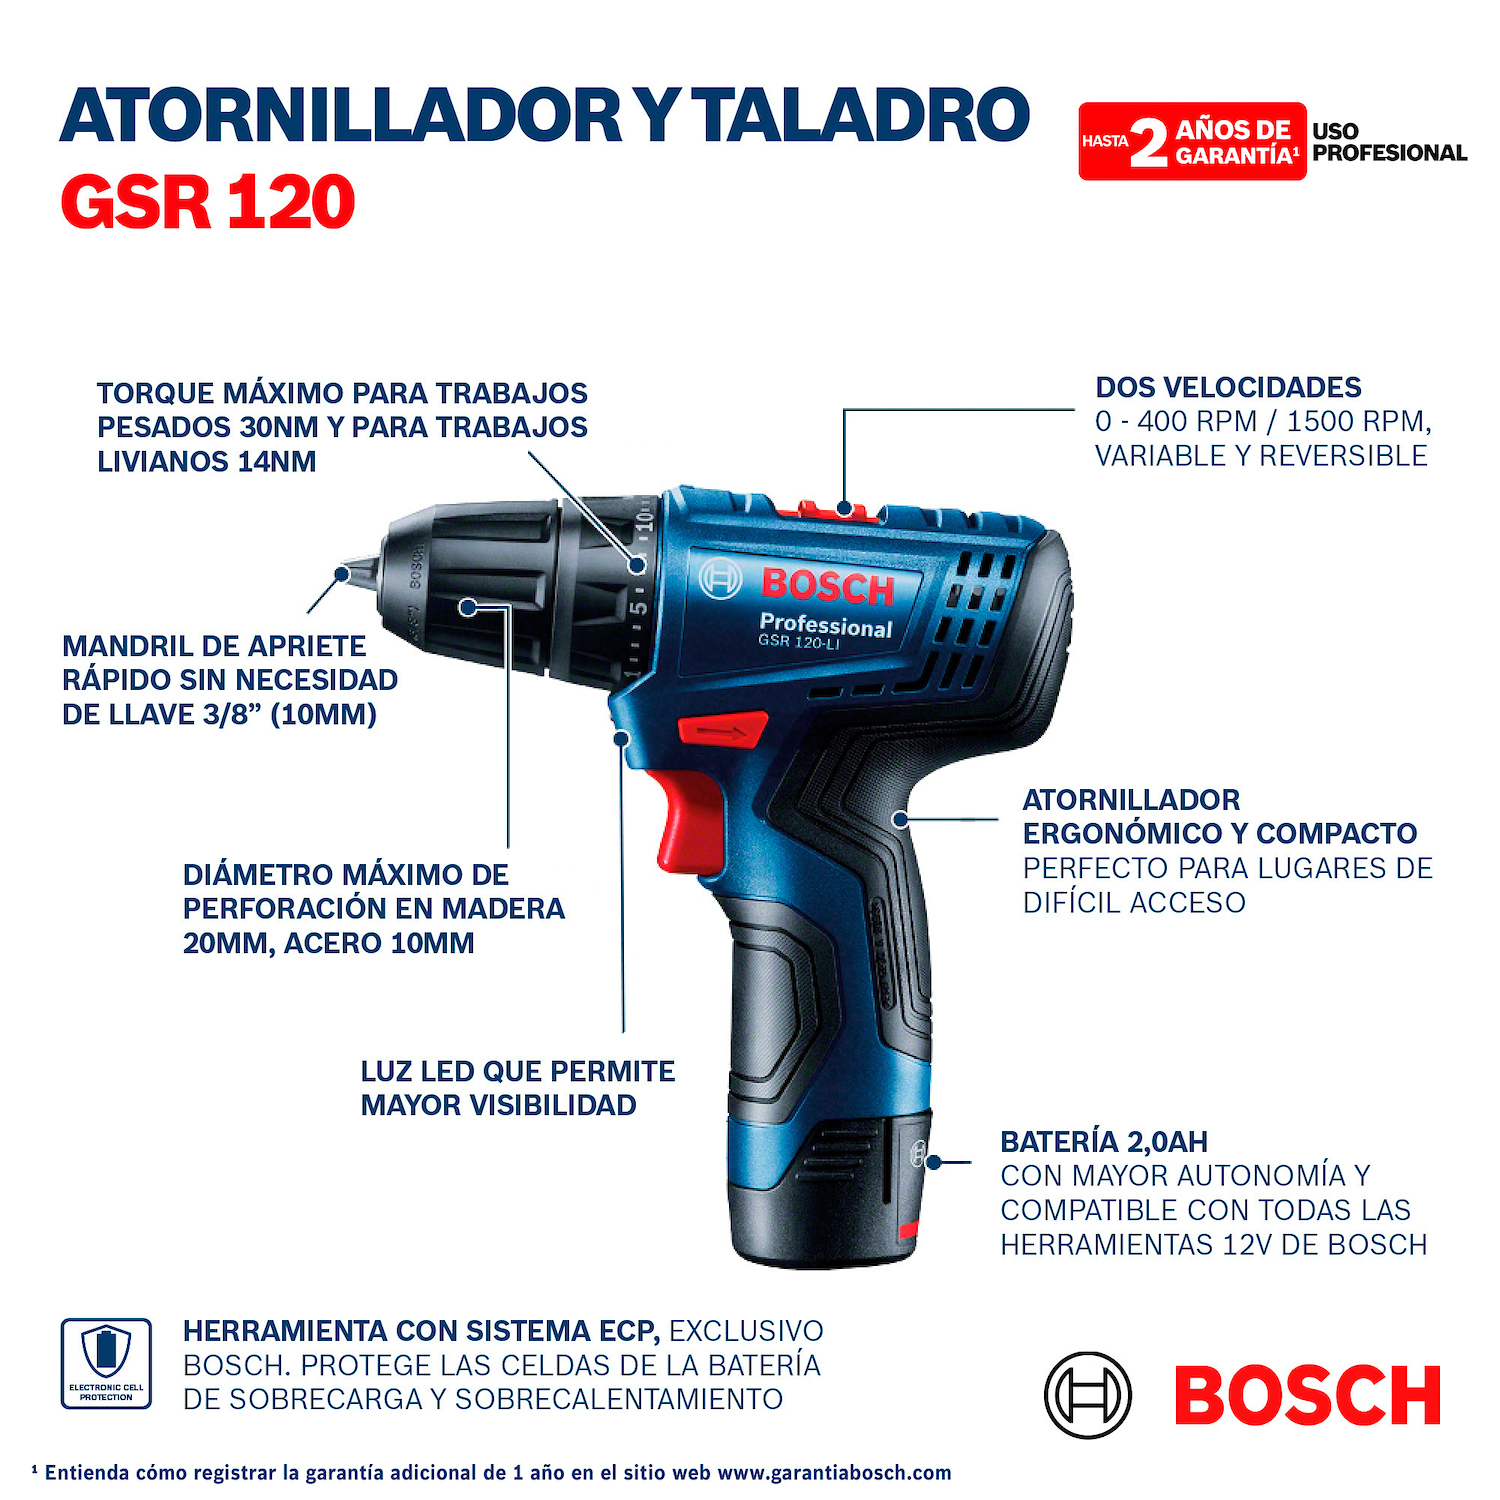 ATORNILLADOR Y TALADRO
GSR 120
HASTA 2 AÑOS DE GARANTÍA¹
USO PROFESIONAL
TORQUE MÁXIMO PARA TRABAJOS
PESADOS 30NM Y PARA TRABAJOS
LIVIANOS 14NM
DOS VELOCIDADES
0 - 400 RPM / 1500 RPM,
VARIABLE Y REVERSIBLE
10
5
1
BOSCH
BOSCH
Professional
GSR 120-LI
MANDRIL DE APRIETE
RÁPIDO SIN NECESIDAD
DE LLAVE 3/8” (10MM)
ATORNILLADOR
ERGONÓMICO Y COMPACTO
PERFECTO PARA LUGARES DE
DIFÍCIL ACCESO
DIÁMETRO MÁXIMO DE
PERFORACIÓN EN MADERA
20MM, ACERO 10MM
LUZ LED QUE PERMITE
MAYOR VISIBILIDAD
BATERÍA 2,0AH
CON MAYOR AUTONOMÍA Y
COMPATIBLE CON TODAS LAS
HERRAMIENTAS 12V DE BOSCH
ELECTRONIC CELL
PROTECTION
HERRAMIENTA CON SISTEMA ECP, EXCLUSIVO
BOSCH. PROTEGE LAS CELDAS DE LA BATERÍA
DE SOBRECARGA Y SOBRECALENTAMIENTO
BOSCH
¹ Entienda cómo registrar la garantía adicional de 1 año en el sitio web www.garantiabosch.com